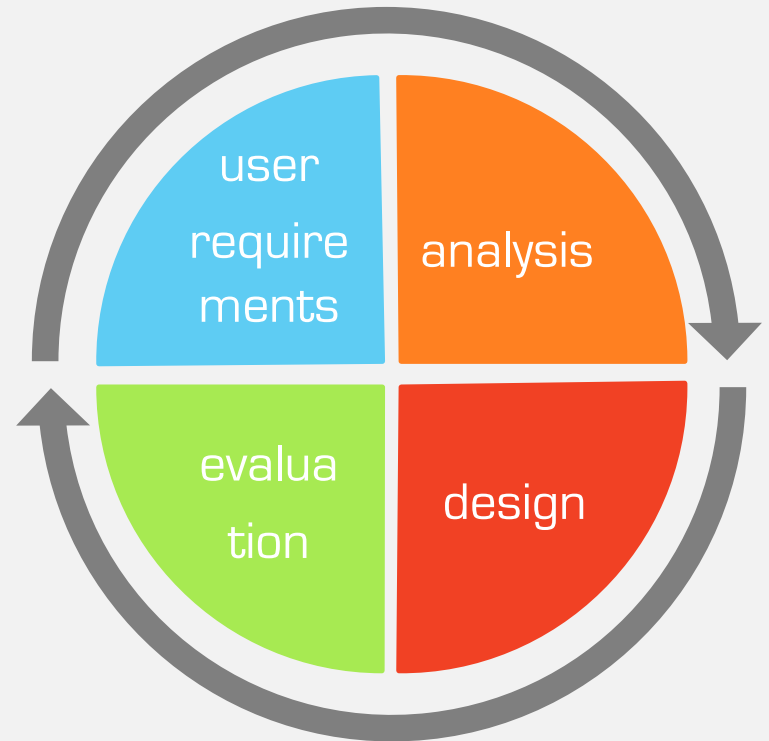 user
require
ments
analysis
evalua
tion
design